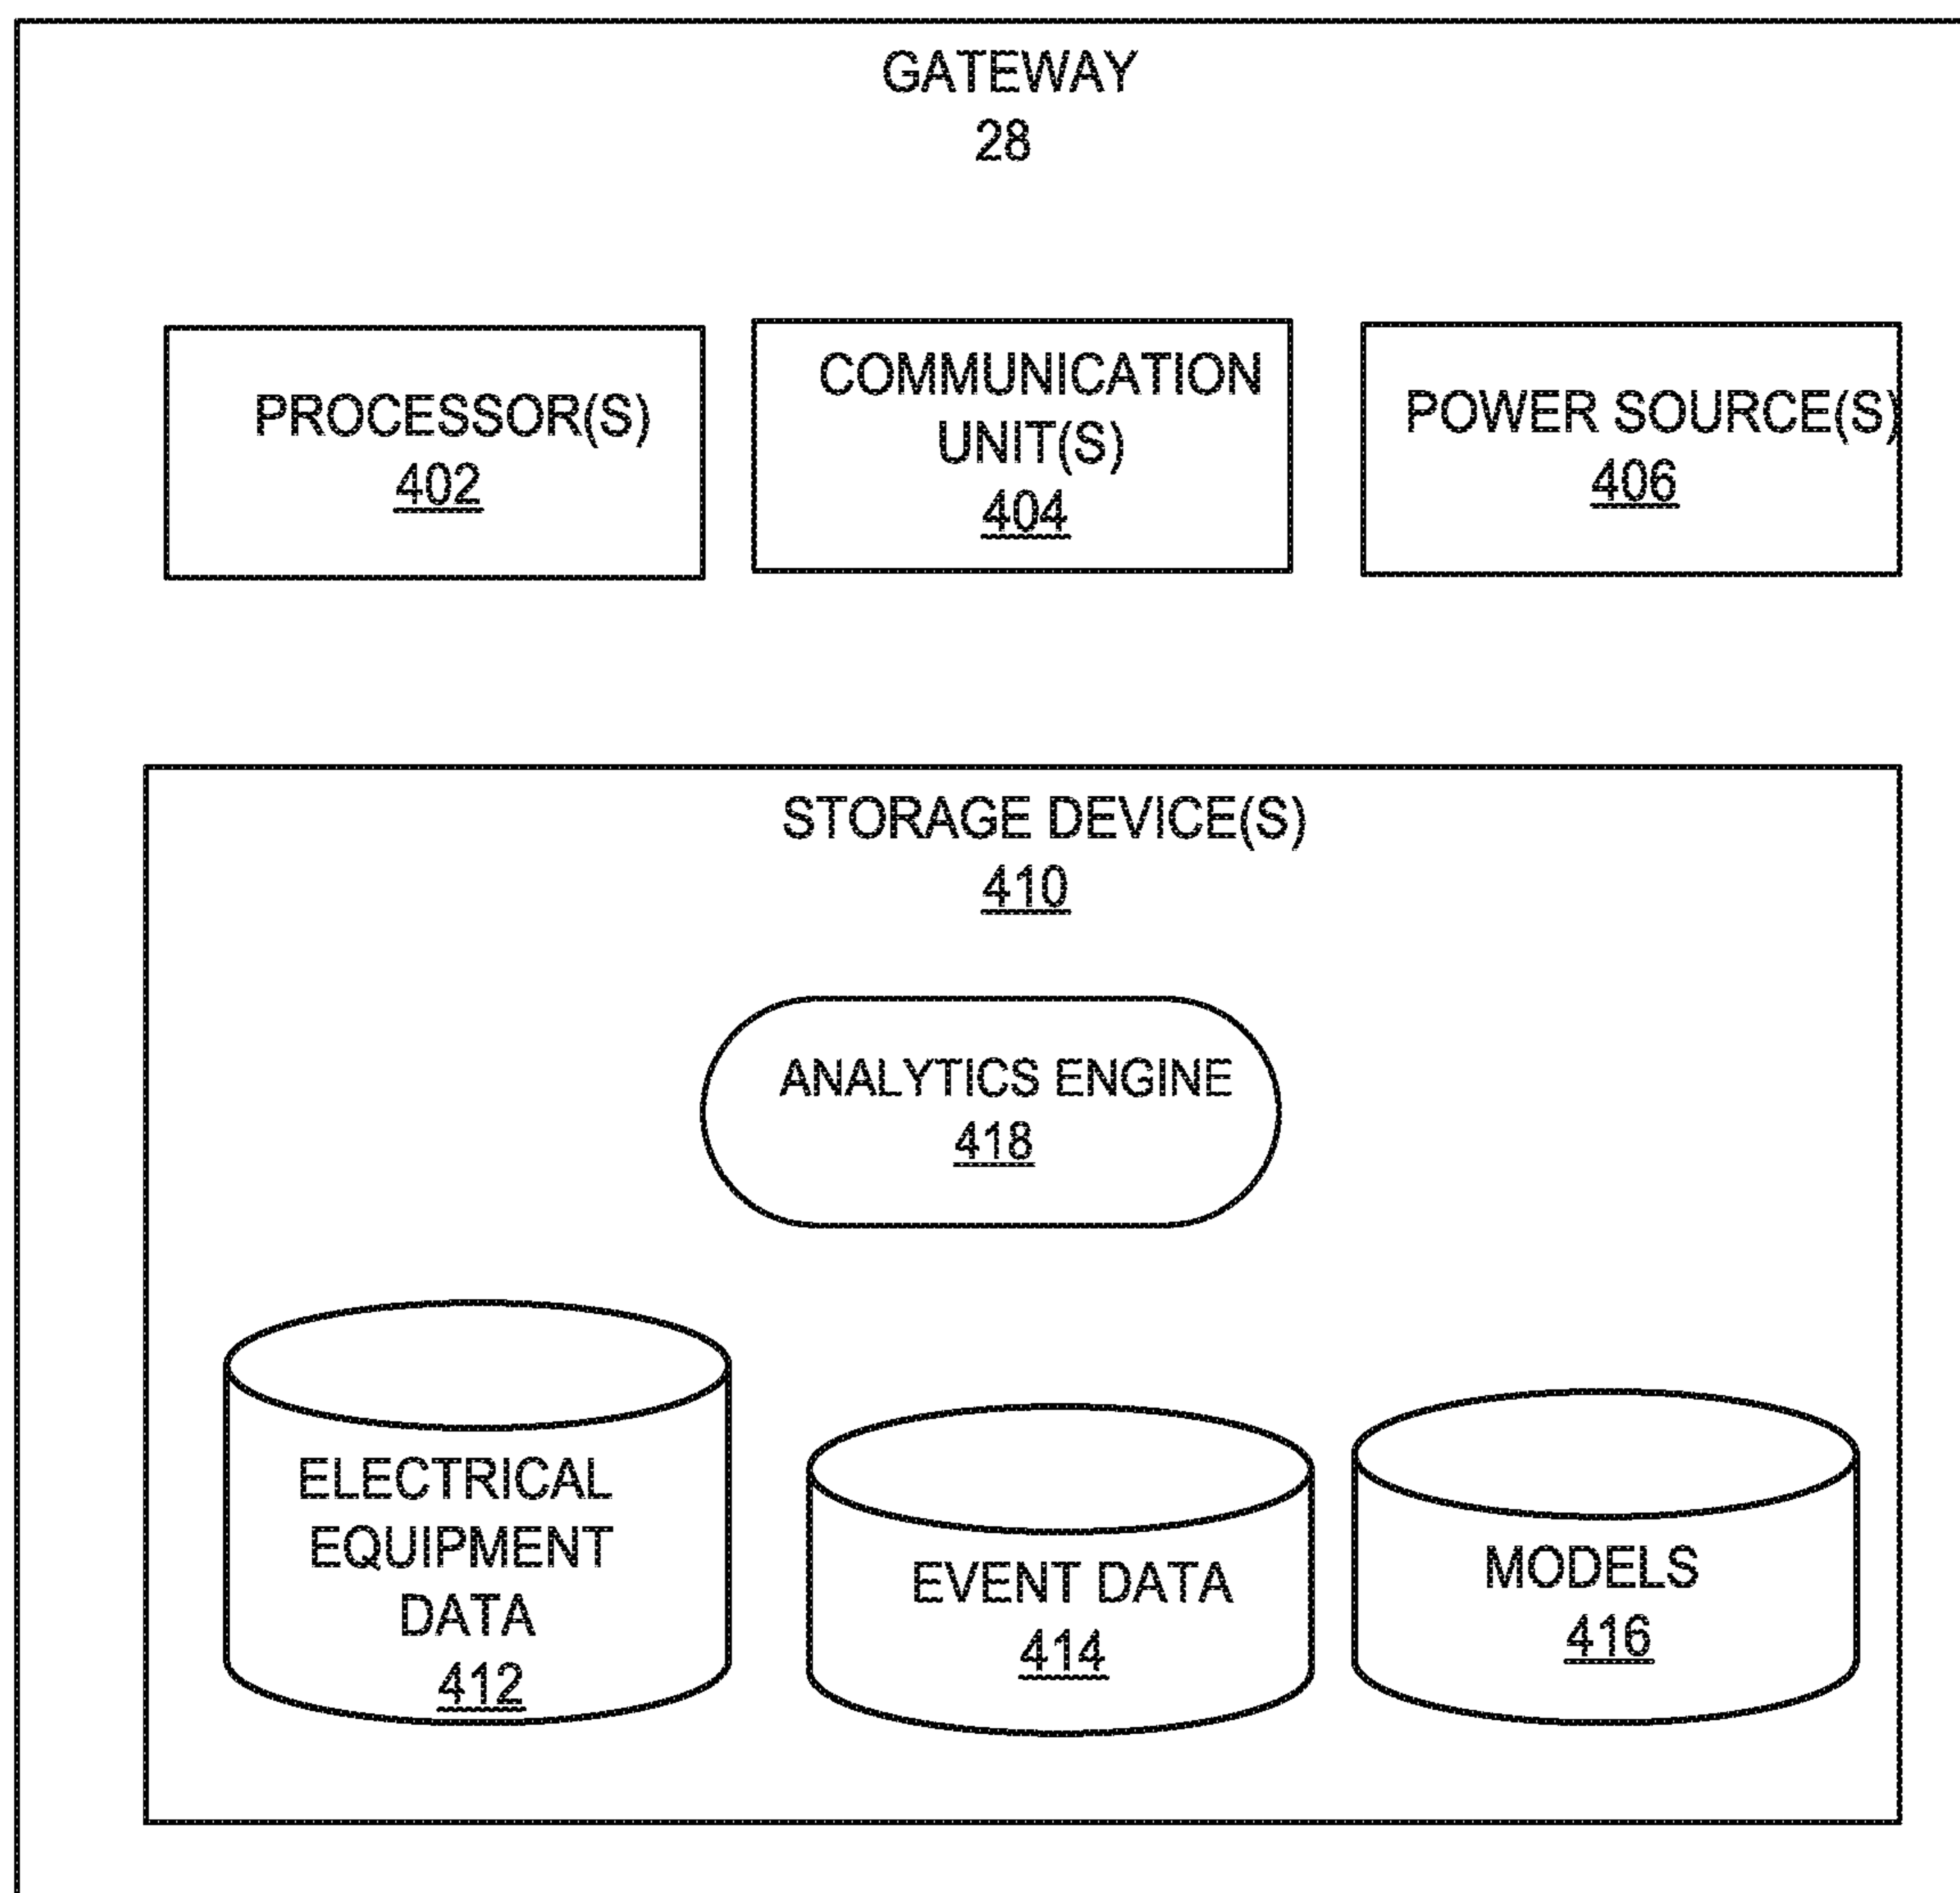 GATEWAY
28
PROCESSOR(S)
402
COMMUNICATION
UNIT(S)
404
POWER SOURCE(S)
406
STORAGE DEVICE(S)
410
ANALYTICS ENGINE
418
ELECTRICAL
EQUIPMENT
DATA
412
EVENT DATA
414
MODELS
416